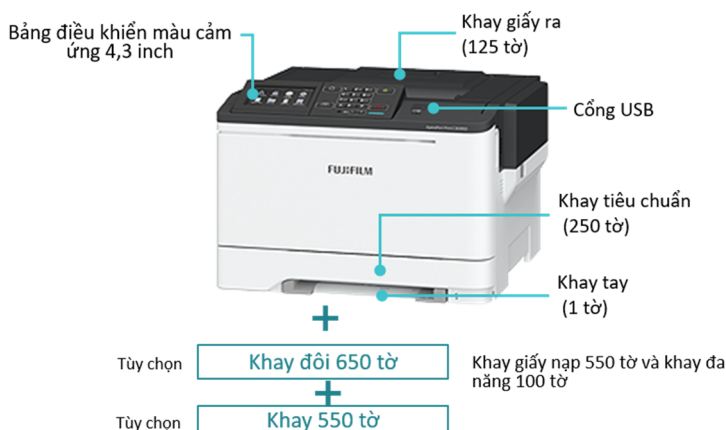 Bảng điều khiển màu cảm
ứng 4,3 inch
Khay giấy ra
(125 tờ)
Cổng USB
FUJIFILM
Khay tiêu chuẩn
(250 tờ)
Khay tay
(1 tờ)
+
Tùy chọn
Khay đôi 650 tờ
Khay giấy nạp 550 tờ và khay đa
năng 100 tờ
+
Tùy chọn
Khay 550 tờ